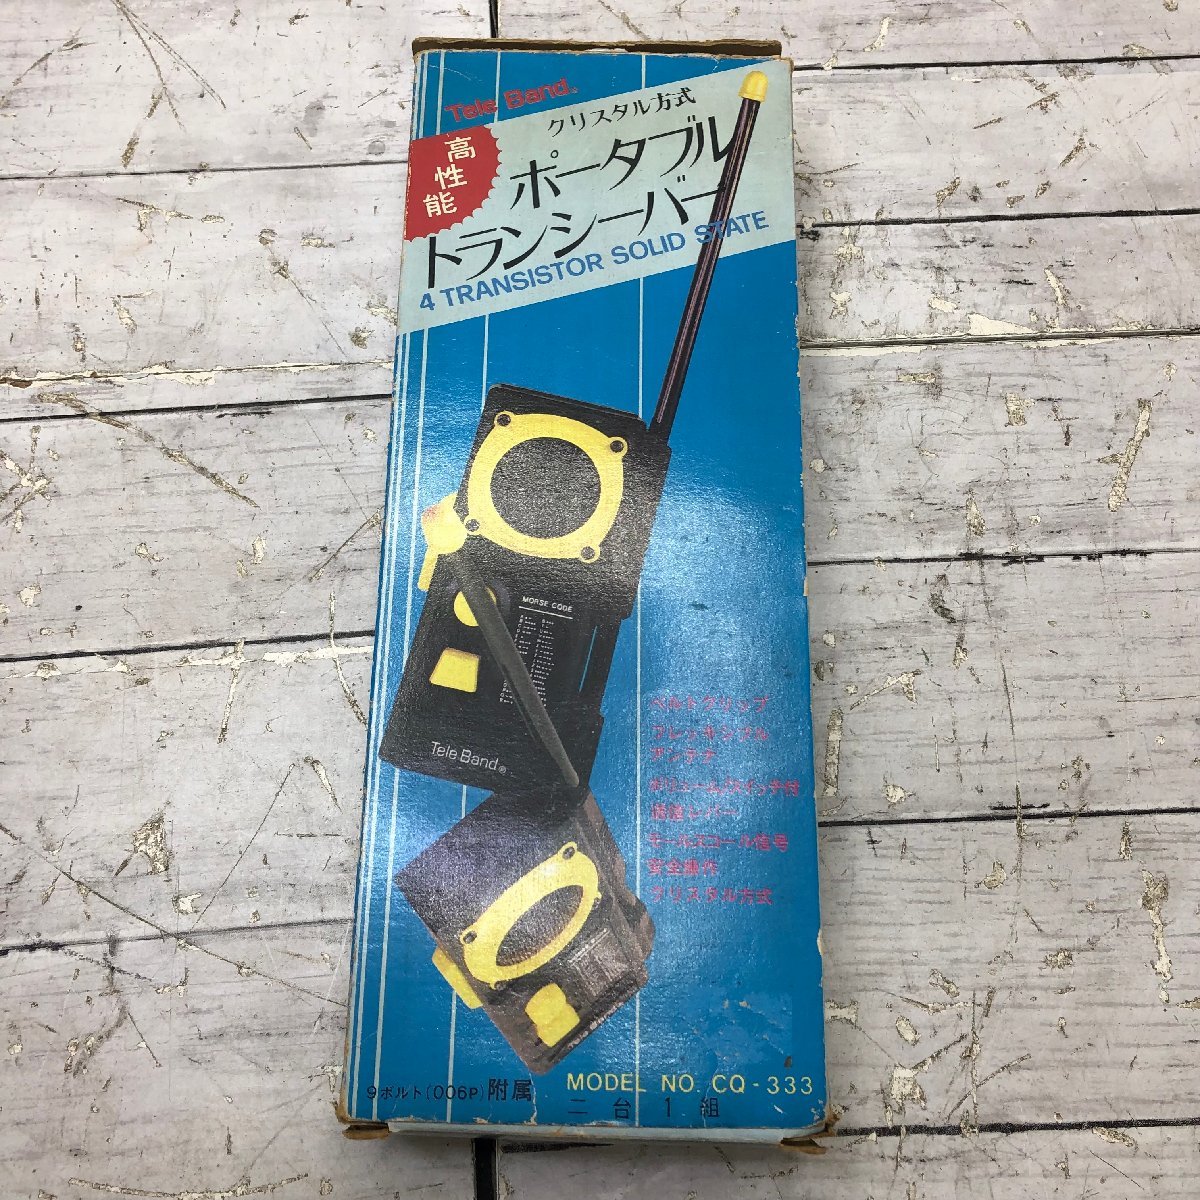 Tele Band.
クリスタル方式
高性能
ポータブル
トランシーバー
4 TRANSISTOR SOLID STATE
MORSE CODE
Tele Band®
ベルトクリップ
フレッキシブル
アンテナ
ボリューム/スイッチ付
モールスコール信号
安全操作
クリスタル方式
9ボルト(006P)附属
MODEL NO. CQ-333
二台1組